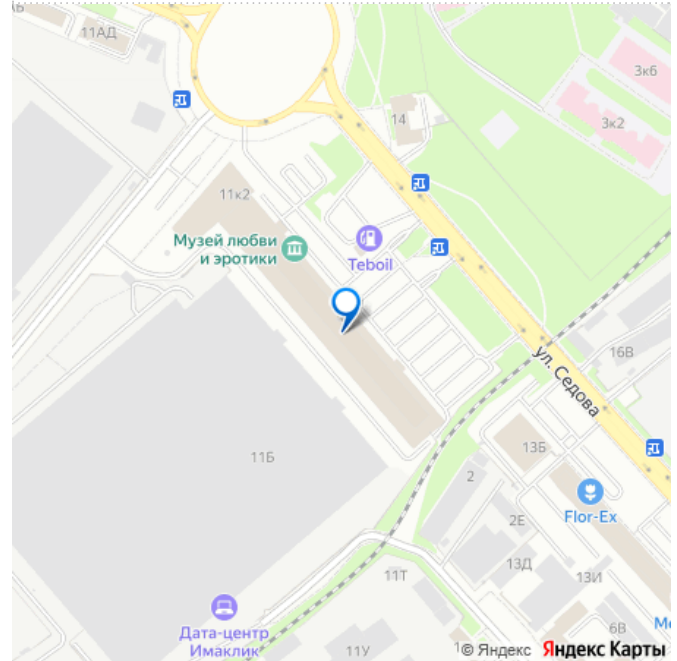 11АД
3к6
14
3к2
11к2
Музей любви
и эротики
Teboil
ул. Седова
16В
11Б
13Б
2
Flor-Ex
2Е
13Д
11Т
13И
Дата-центр
Имаклик
6В
11У
© Яндекс Яндекс Карты